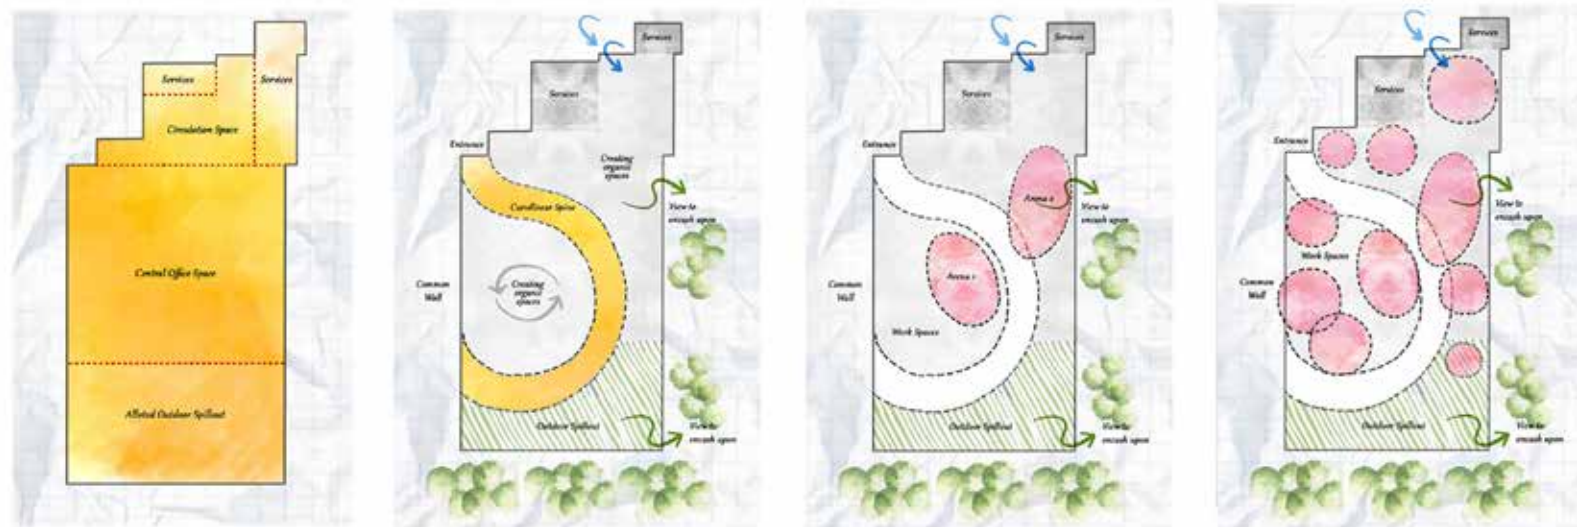 Services
Services
Circulation Space
Central Office Space
Alloted Outdoor Spillout
Services
Services
Entrance
Creating
organic
spaces
Curvilinear Spine
View to
encash upon
Common
Wall
Creating
organic
spaces
Outdoor Spillout
View to
encash upon
Services
Services
Entrance
Arena 2
View to
encash upon
Arena 1
Common
Wall
Work Spaces
Outdoor Spillout
View to
encash upon
Services
Services
Entrance
View to
encash upon
Work Spaces
Common
Wall
Outdoor Spillout
View to
encash upon